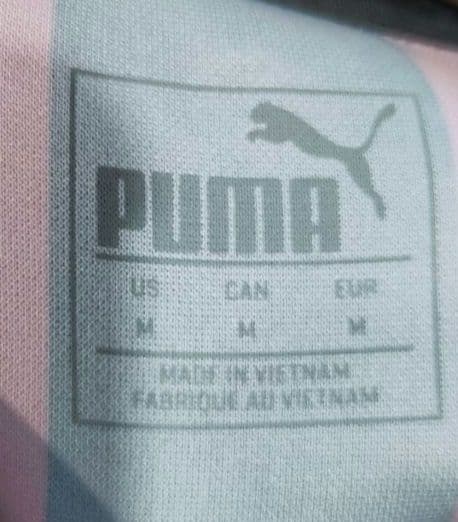 PUMA
US CAN EUR
M M M
MADE IN VIETNAM
FABRIQUE AU VIETNAM